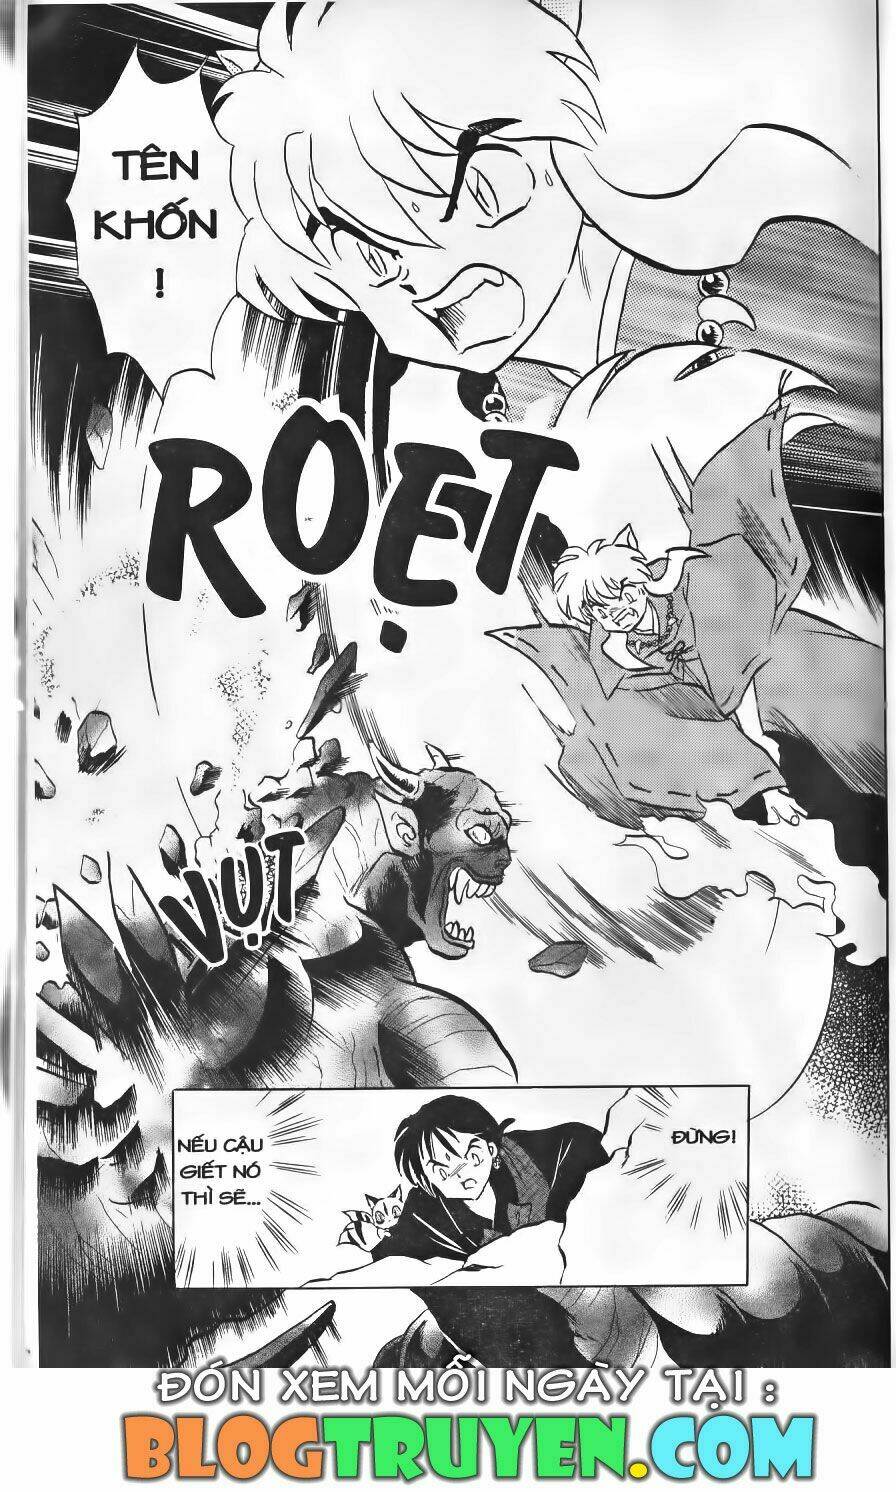 TÊN
KHỐN
!
ROẸT
VỤT
ĐỪNG!
NẾU CẬU
GIẾT NÓ
THÌ SẼ...
ĐÓN XEM MỖI NGÀY TẠI :
BLOGTRUYEN.COM